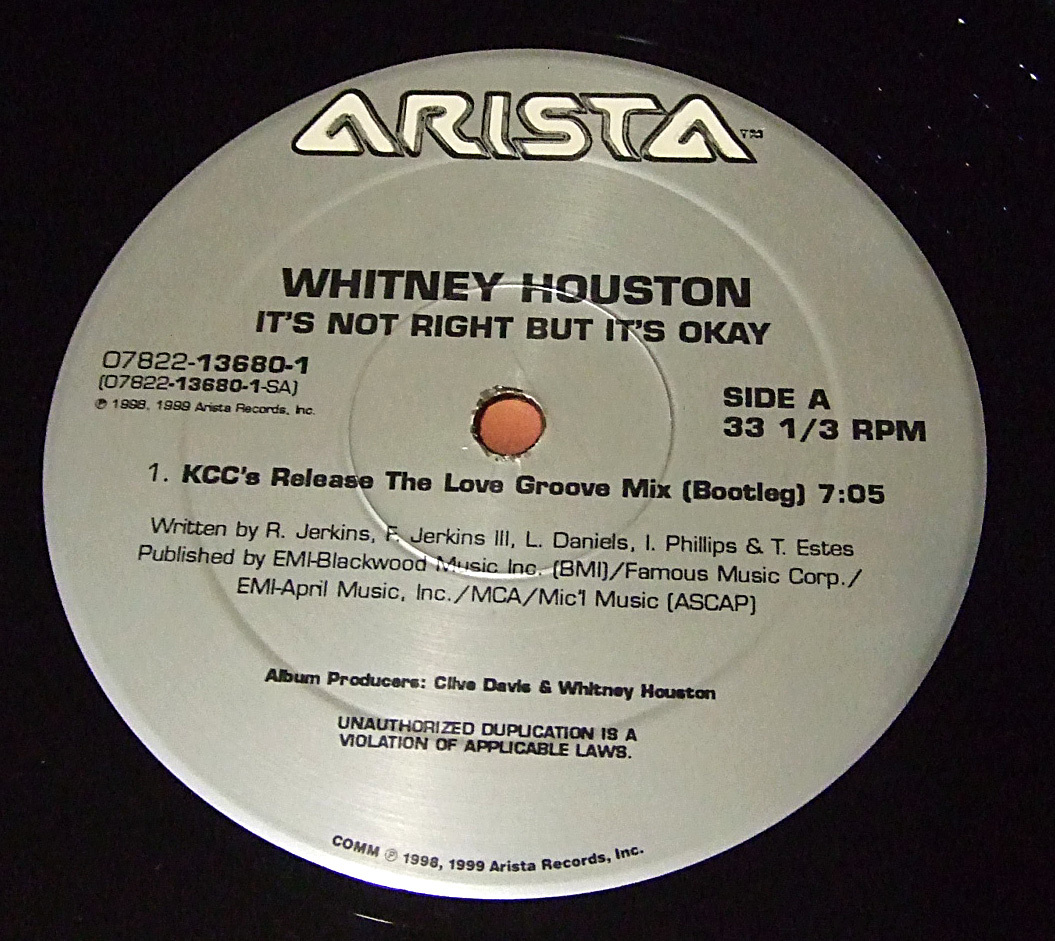 ARISTA™
WHITNEY HOUSTON
IT'S NOT RIGHT BUT IT'S OKAY
07822-13680-1
(07822-13680-1-SA)
℗ 1998, 1999 Arista Records, Inc.
SIDE A
33 1/3 RPM
1. KCC's Release The Love Groove Mix (Bootleg) 7:05
Written by R. Jerkins, F. Jerkins III, L. Daniels, I. Phillips & T. Estes
Published by EMI-Blackwood Music Inc. (BMI)/Famous Music Corp./
EMI-April Music, Inc./MCA/Mic'l Music (ASCAP)
Album Producers: Clive Davis & Whitney Houston
UNAUTHORIZED DUPLICATION IS A
VIOLATION OF APPLICABLE LAWS.
COMM ℗ 1998, 1999 Arista Records, Inc.